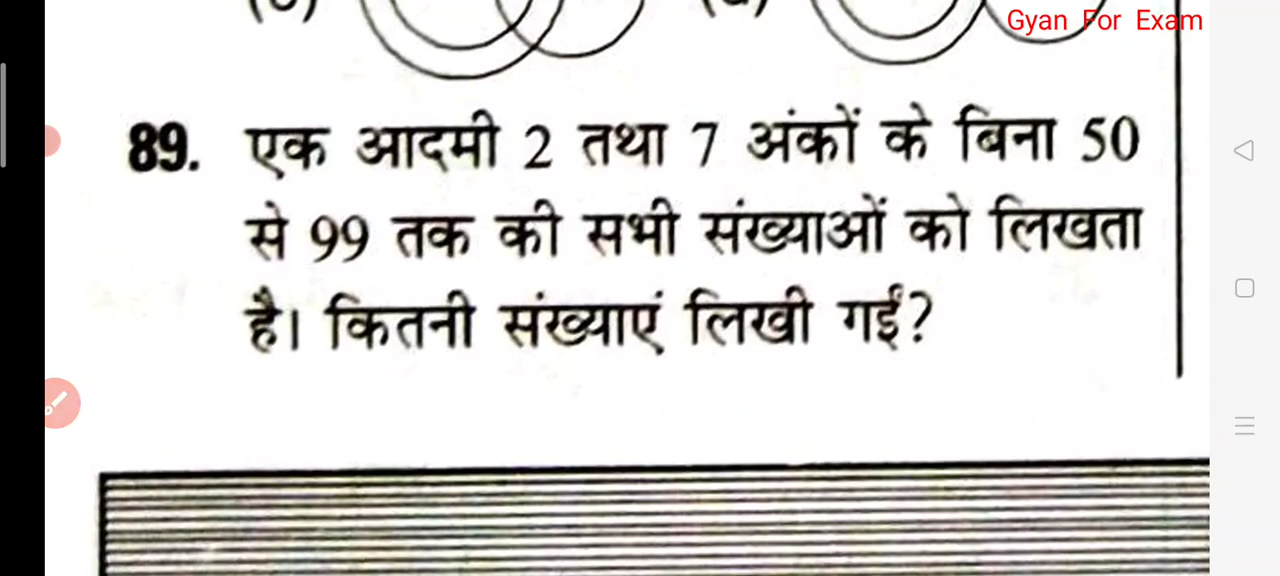 Gyan For Exam
89. एक आदमी 2 तथा 7 अंकों के बिना 50
से 99 तक की सभी संख्याओं को लिखता
है। कितनी संख्याएं लिखी गईं?